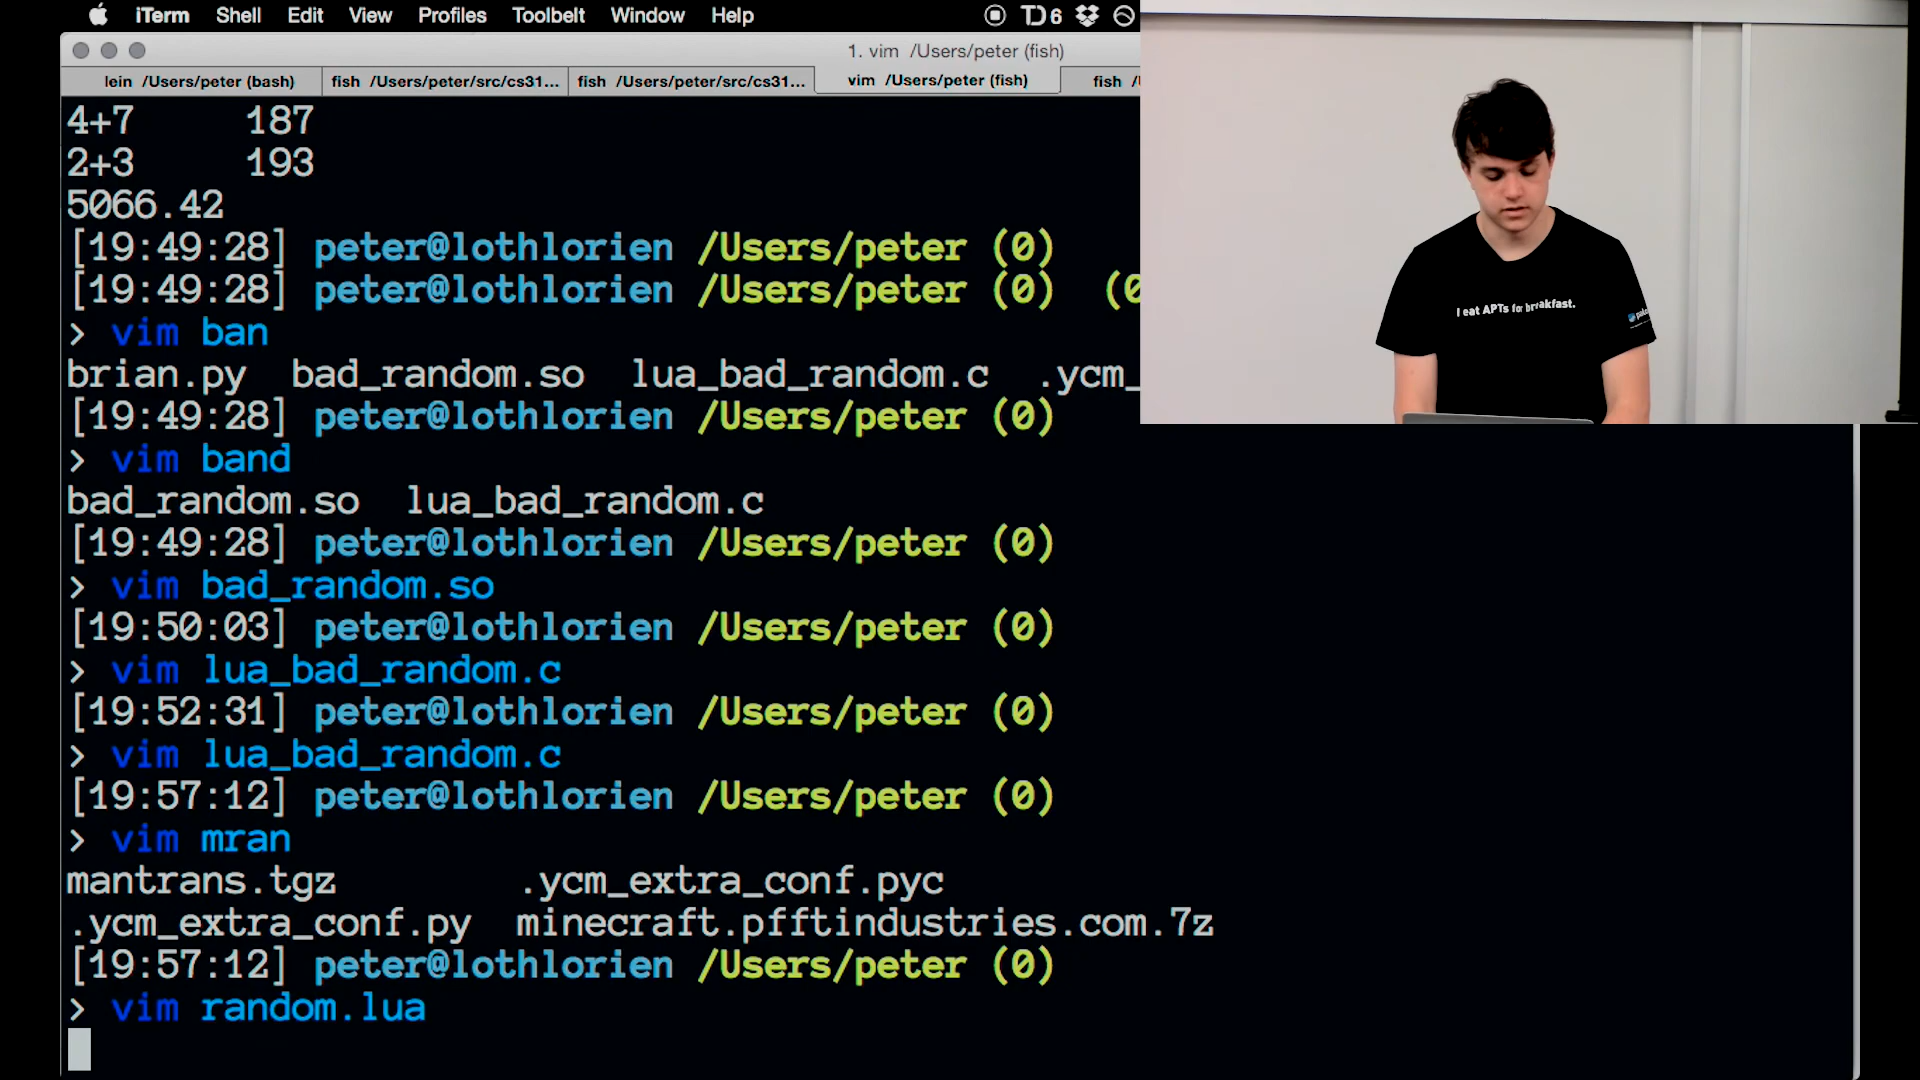 iTerm Shell Edit View Profiles Toolbelt Window Help 6
1. vim /Users/peter (fish)
lein /Users/peter (bash) fish /Users/peter/src/cs31... fish /Users/peter/src/cs31... vim /Users/peter (fish) fish /U
4+7 187
2+3 193
5066.42
[19:49:28] peter@lothlorien /Users/peter (0)
[19:49:28] peter@lothlorien /Users/peter (0) (0
> vim ban
brian.py bad_random.so lua_bad_random.c .ycm_
[19:49:28] peter@lothlorien /Users/peter (0)
> vim band
bad_random.so lua_bad_random.c
[19:49:28] peter@lothlorien /Users/peter (0)
> vim bad_random.so
[19:50:03] peter@lothlorien /Users/peter (0)
> vim lua_bad_random.c
[19:52:31] peter@lothlorien /Users/peter (0)
> vim lua_bad_random.c
[19:57:12] peter@lothlorien /Users/peter (0)
> vim mran
mantrans.tgz .ycm_extra_conf.pyc
.ycm_extra_conf.py minecraft.pfftindustries.com.7z
[19:57:12] peter@lothlorien /Users/peter (0)
> vim random.lua
I eat APTs for breakfast.